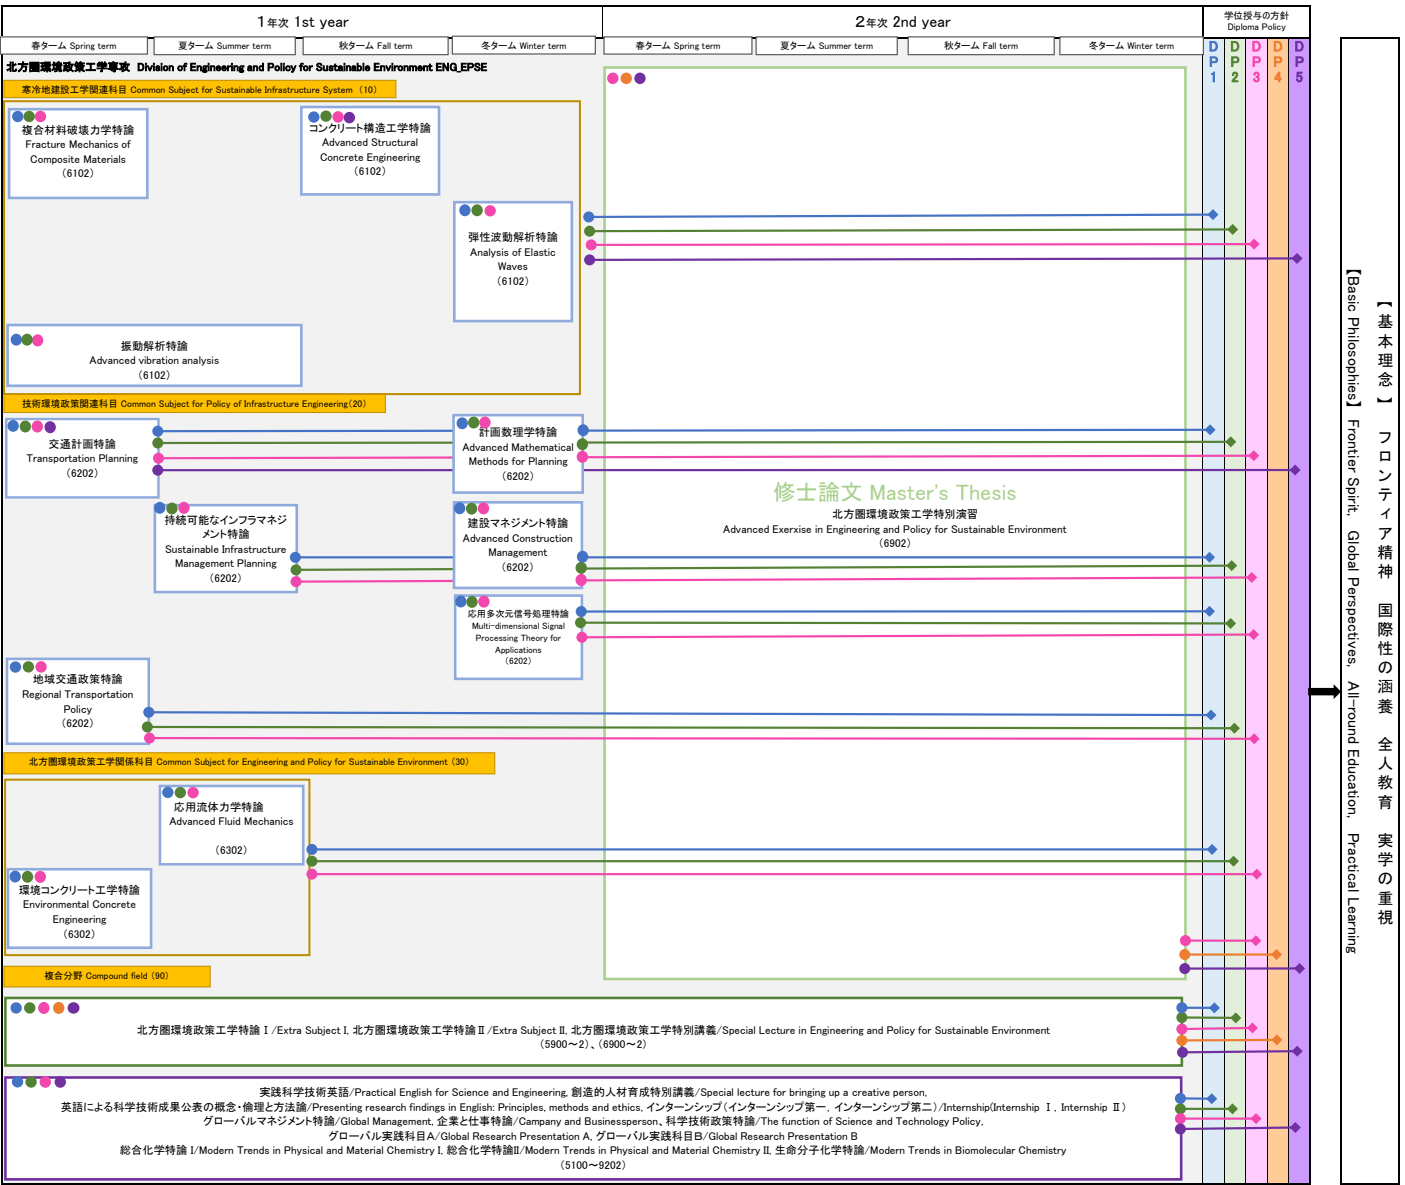 1年次 1st year
2年次 2nd year
学位授与の方針
Diploma Policy
春ターム Spring term
夏ターム Summer term
秋ターム Fall term
冬ターム Winter term
春ターム Spring term
夏ターム Summer term
秋ターム Fall term
冬ターム Winter term
DP1
DP2
DP3
DP4
DP5
北方圏環境政策工学専攻 Division of Engineering and Policy for Sustainable Environment ENG_EPSE
寒冷地建設工学関連科目 Common Subject for Sustainable Infrastructure System （10）
複合材料破壊力学特論
Fracture Mechanics of
Composite Materials
（6102）
コンクリート構造工学特論
Advanced Structural
Concrete Engineering
（6102）
弾性波動解析特論
Analysis of Elastic
Waves
（6102）
振動解析特論
Advanced vibration analysis
（6102）
技術環境政策関連科目 Common Subject for Policy of Infrastructure Engineering（20）
交通計画特論
Transportation Planning
（6202）
計画数理学特論
Advanced Mathematical
Methods for Planning
（6202）
持続可能なインフラマネジ
メント特論
Sustainable Infrastructure
Management Planning
（6202）
建設マネジメント特論
Advanced Construction
Management
（6202）
応用多次元信号処理特論
Multi-dimensional Signal
Processing Theory for
Applications
（6202）
地域交通政策特論
Regional Transportation
Policy
（6202）
修士論文 Master's Thesis
北方圏環境政策工学特別演習
Advanced Exerxise in Engineering and Policy for Sustainable Environment
（6902）
北方圏環境政策工学関係科目 Common Subject for Engineering and Policy for Sustainable Environment （30）
応用流体力学特論
Advanced Fluid Mechanics
（6302）
環境コンクリート工学特論
Environmental Concrete
Engineering
（6302）
複合分野 Compound field （90）
北方圏環境政策工学特論Ⅰ/Extra Subject I, 北方圏環境政策工学特論Ⅱ/Extra Subject II, 北方圏環境政策工学特別講義/Special Lecture in Engineering and Policy for Sustainable Environment
（5900～2）、（6900～2）
実践科学技術英語/Practical English for Science and Engineering, 創造的人材育成特別講義/Special lecture for bringing up a creative person,
英語による科学技術成果公表の概念・倫理と方法論/Presenting research findings in English: Principles, methods and ethics, インターンシップ（インターンシップ第一, インターンシップ第二）/Internship(Internship Ⅰ, Internship Ⅱ)
グローバルマネジメント特論/Global Management, 企業と仕事特論/Campany and Businessperson、科学技術政策特論/The function of Science and Technology Policy,
グローバル実践科目A/Global Research Presentation A, グローバル実践科目B/Global Research Presentation B
総合化学特論 I/Modern Trends in Physical and Material Chemistry I, 総合化学特論II/Modern Trends in Physical and Material Chemistry II, 生命分子化学特論/Modern Trends in Biomolecular Chemistry
（5100～9202）
【基本理念】 フロンティア精神 国際性の涵養 全人教育 実学の重視
【Basic Philosophies】 Frontier Spirit, Global Perspectives, All-round Education, Practical Learning